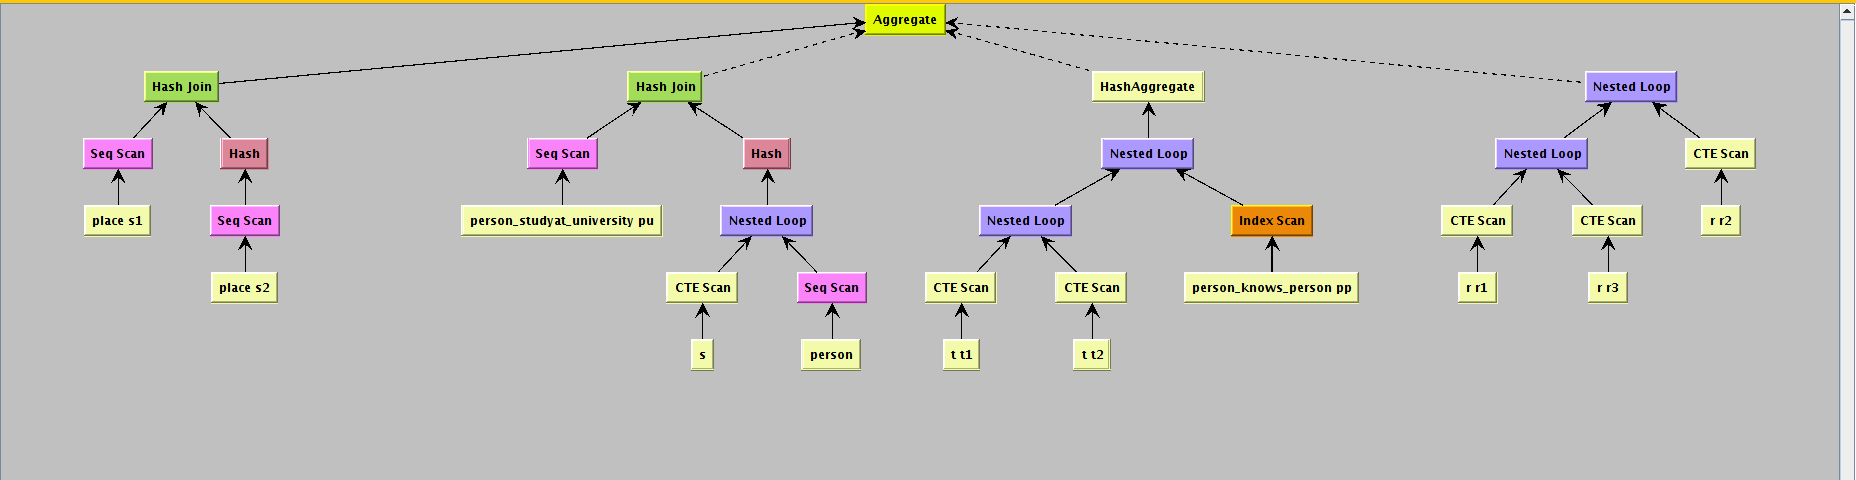 Aggregate
Hash Join
Hash Join
HashAggregate
Nested Loop
Seq Scan
Hash
Seq Scan
Hash
Nested Loop
Nested Loop
CTE Scan
place s1
Seq Scan
person_studyat_university pu
Nested Loop
Nested Loop
Index Scan
CTE Scan
CTE Scan
r r2
place s2
CTE Scan
Seq Scan
CTE Scan
CTE Scan
person_knows_person pp
r r1
r r3
s
person
t t1
t t2